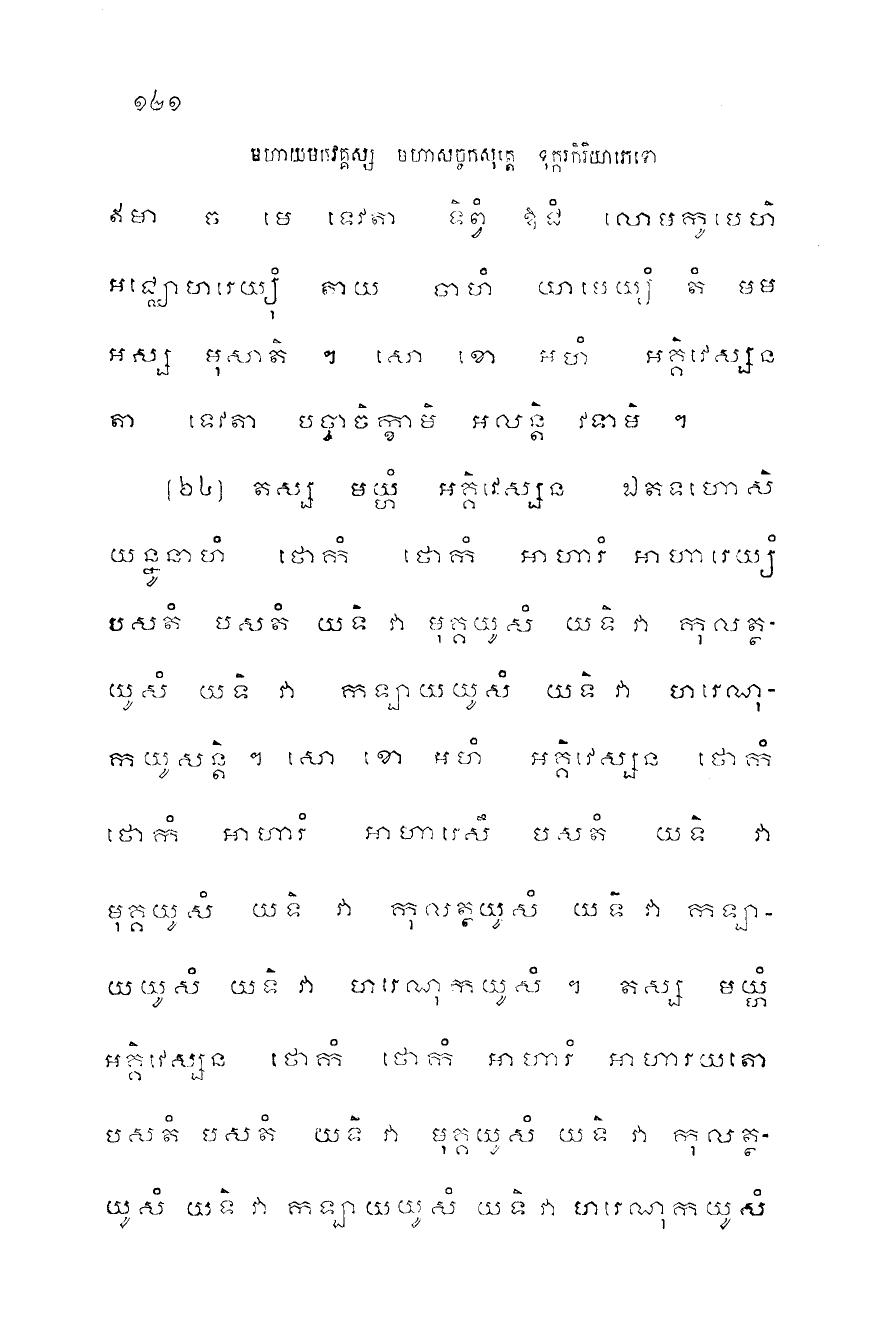 ១៤១
មហាយមកវគ្គស្ស មហាសច្ចកសុត្តេ ទុក្ករកិរិយាភេទោ
ឥមា ច មេ ទេវតា ទិព្វំ ឱជំ លោមកូបេហិ
អជ្ឈោហារេយ្យុំ តាយ ចាហំ យាបេយ្យំ តំ មម
អស្ស មុសាតិ ។ សោ ខោ អហំ អគ្គិវេស្សន
តា ទេវតា បច្ចាចិក្ខាមិ អលន្តិ វទាមិ ។
[៦៤] តស្ស មយ្ហំ អគ្គិវេស្សន ឯតទហោសិ
យន្នូនាហំ ថោកំ ថោកំ អាហារំ អាហារេយ្យំ
បសតំ បសតំ យទិ វា មុគ្គយូសំ យទិ វា កុលត្ថ-
យូសំ យទិ វា កឡាយយូសំ យទិ វា ហរេណុ-
កយូសន្តិ ។ សោ ខោ អហំ អគ្គិវេស្សន ថោកំ
ថោកំ អាហារំ អាហារេសឹ បសតំ យទិ វា
មុគ្គយូសំ យទិ វា កុលត្ថយូសំ យទិ វា កឡា-
យយូសំ យទិ វា ហរេណុកយូសំ ។ តស្ស មយ្ហំ
អគ្គិវេស្សន ថោកំ ថោកំ អាហារំ អាហារយតោ
បសតំ បសតំ យទិ វា មុគ្គយូសំ យទិ វា កុលត្ថ-
យូសំ យទិ វា កឡាយយូសំ យទិ វា ហរេណុកយូសំ